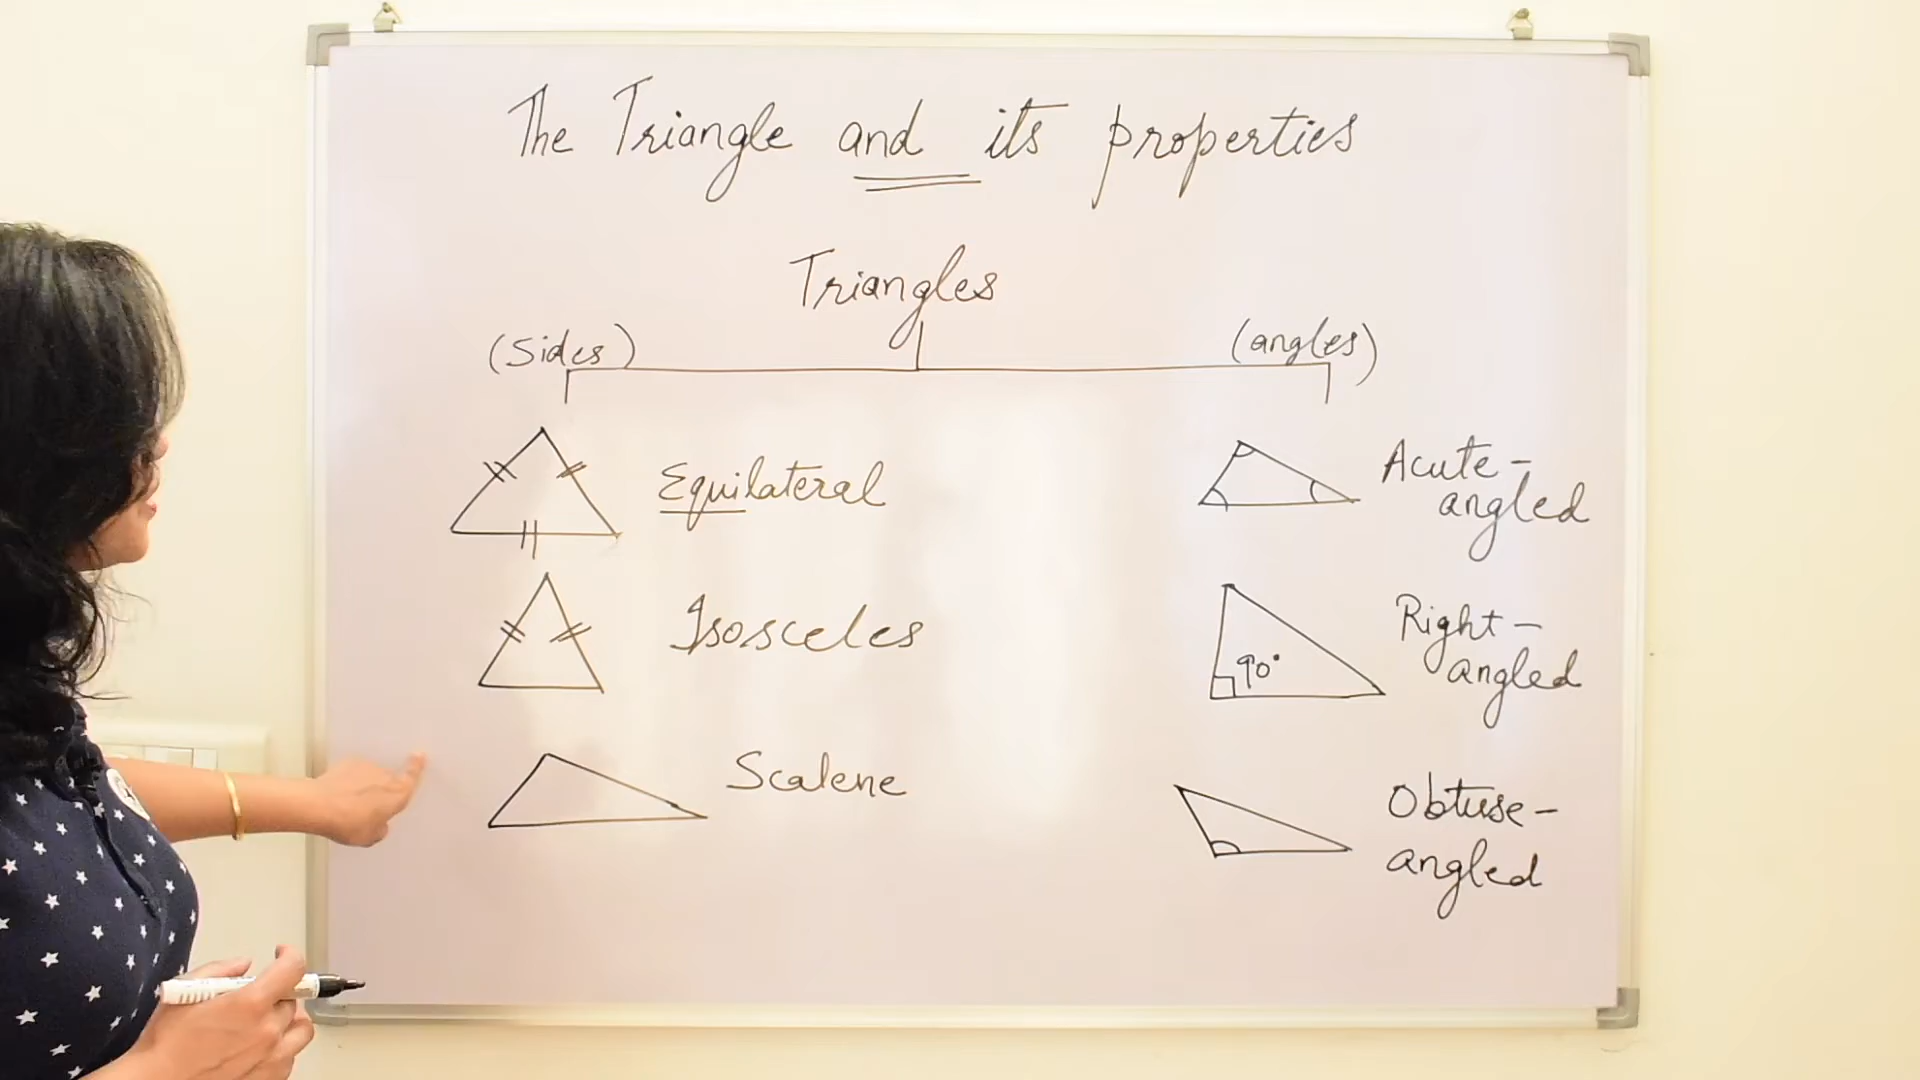 The Triangle and its properties
Triangles
(Sides)
(angles)
Equilateral
Isosceles
Scalene
Acute-
angled
90°
Right-
angled
Obtuse-
angled